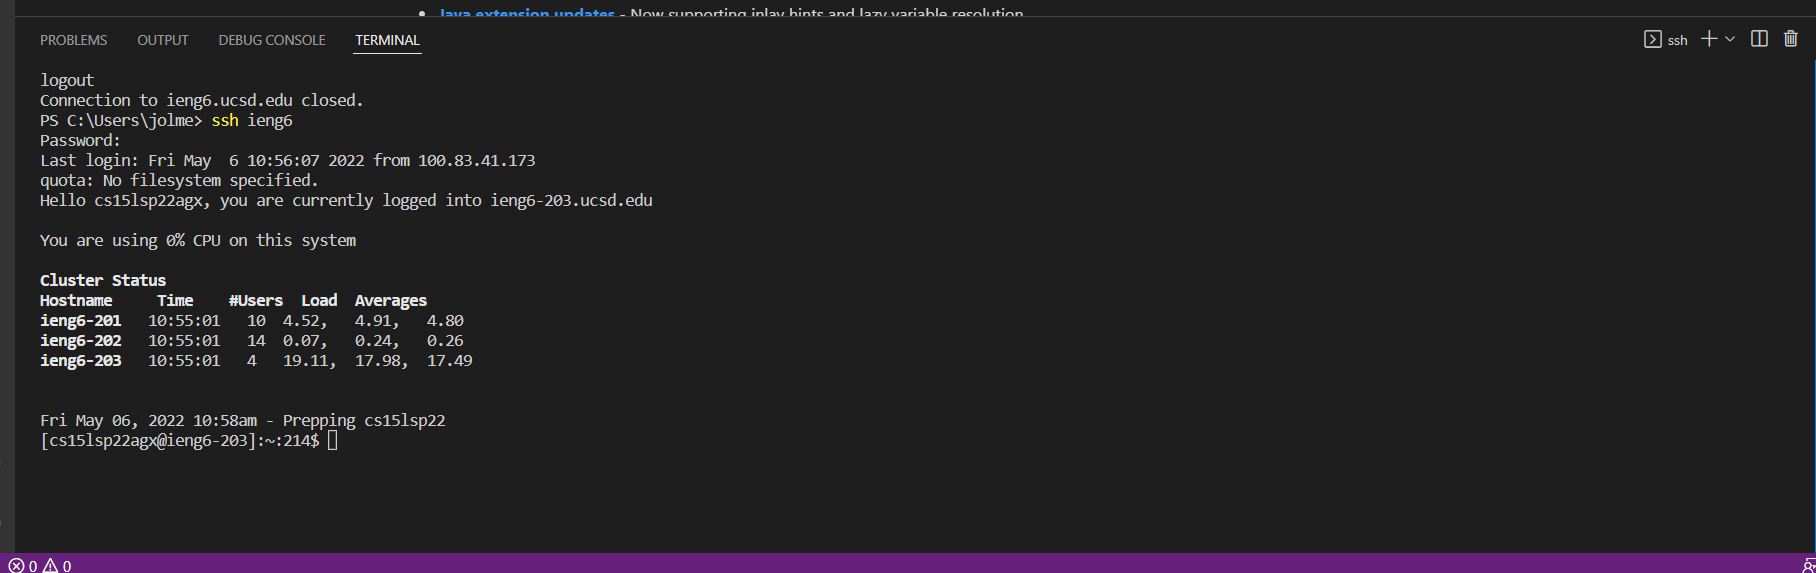 Java extension updates - Now supporting inlay hints and lazy variable resolution
PROBLEMS OUTPUT DEBUG CONSOLE TERMINAL ssh
logout
Connection to ieng6.ucsd.edu closed.
PS C:\Users\jolme> ssh ieng6
Password:
Last login: Fri May  6 10:56:07 2022 from 100.83.41.173
quota: No filesystem specified.
Hello cs15lsp22agx, you are currently logged into ieng6-203.ucsd.edu
You are using 0% CPU on this system
Cluster Status
Hostname     Time    #Users  Load  Averages
ieng6-201   10:55:01   10  4.52,   4.91,   4.80
ieng6-202   10:55:01   14  0.07,   0.24,   0.26
ieng6-203   10:55:01   4   19.11,  17.98,  17.49
Fri May 06, 2022 10:58am - Prepping cs15lsp22
[cs15lsp22agx@ieng6-203]:~:214$
0 0